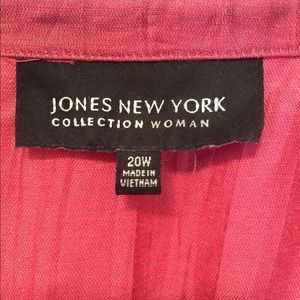 JONES NEW YORK
COLLECTION WOMAN
20W
MADE IN
VIETNAM